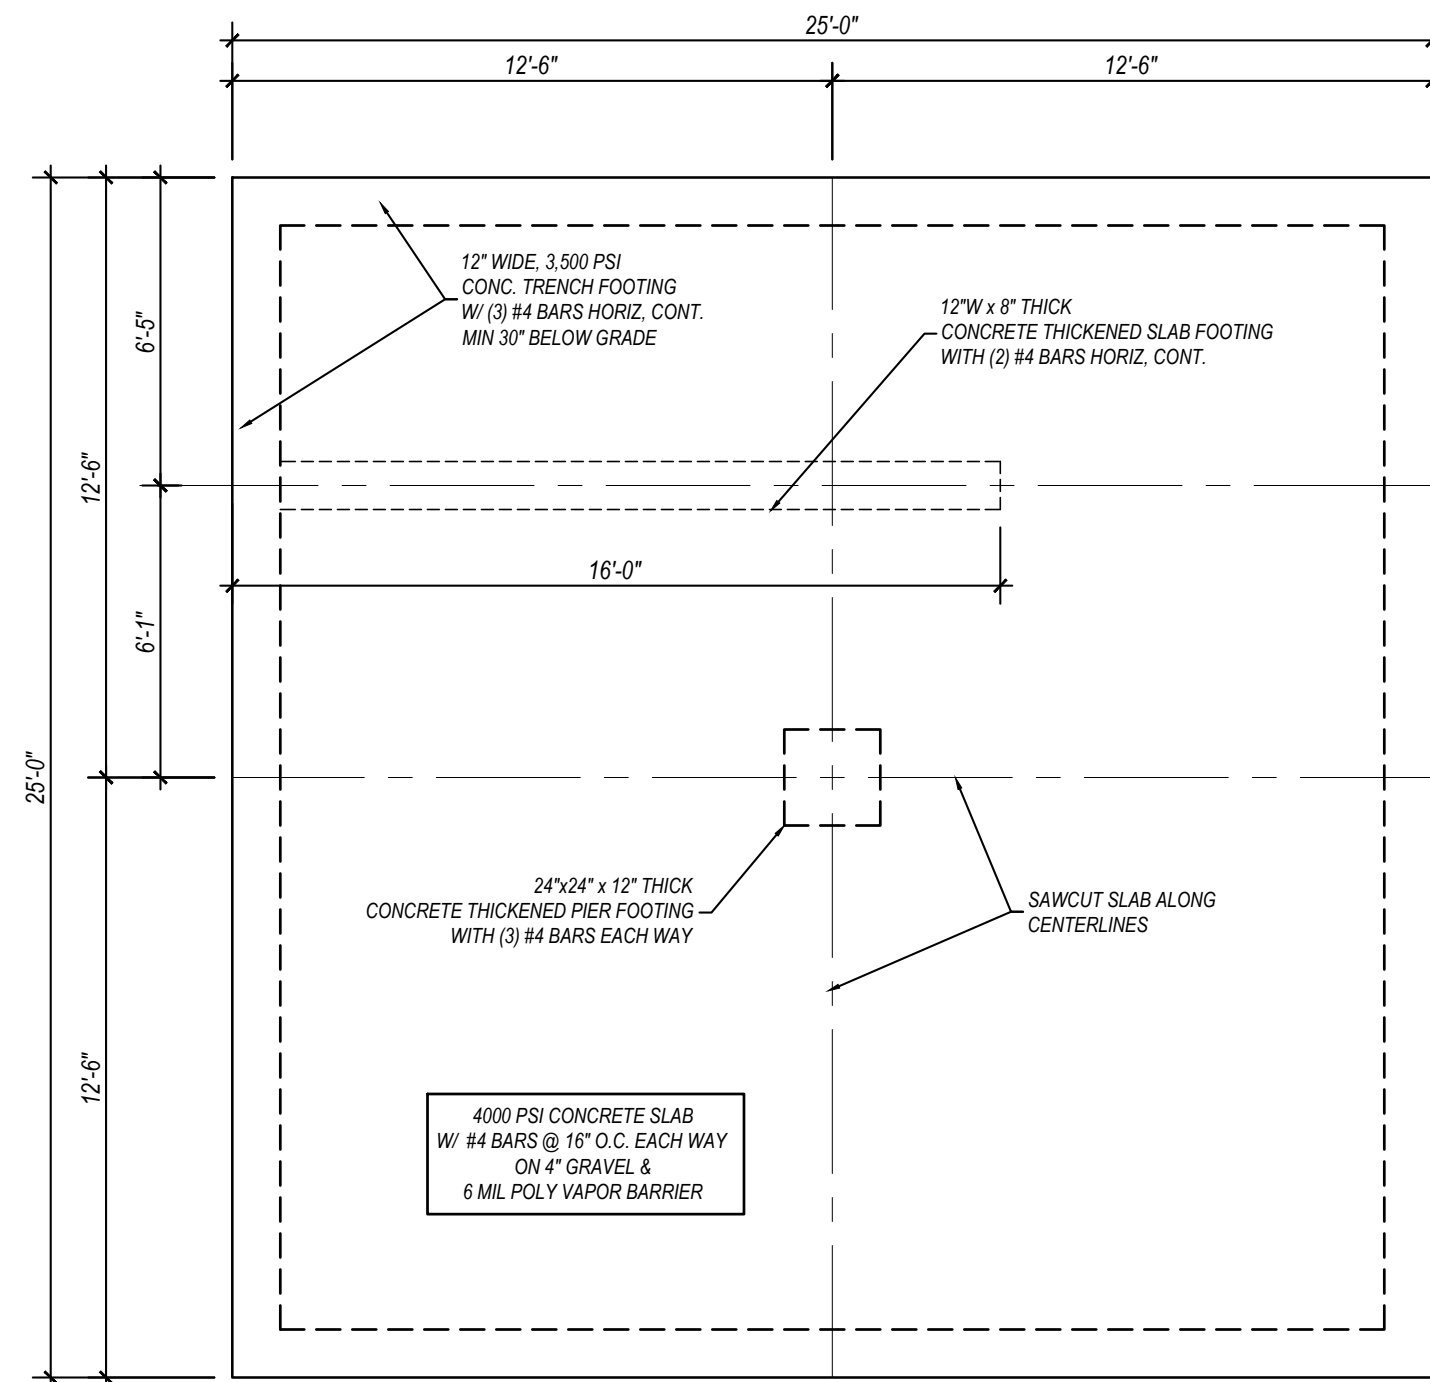 25'-0"
12'-6"
12'-6"
12" WIDE, 3,500 PSI
CONC. TRENCH FOOTING
W/ (3) #4 BARS HORIZ, CONT.
MIN 30" BELOW GRADE
12"W x 8" THICK
CONCRETE THICKENED SLAB FOOTING
WITH (2) #4 BARS HORIZ, CONT.
6'-5"
12'-6"
16'-0"
6'-1"
25'-0"
24"x24" x 12" THICK
CONCRETE THICKENED PIER FOOTING
WITH (3) #4 BARS EACH WAY
SAWCUT SLAB ALONG
CENTERLINES
12'-6"
4000 PSI CONCRETE SLAB
W/ #4 BARS @ 16" O.C. EACH WAY
ON 4" GRAVEL &
6 MIL POLY VAPOR BARRIER